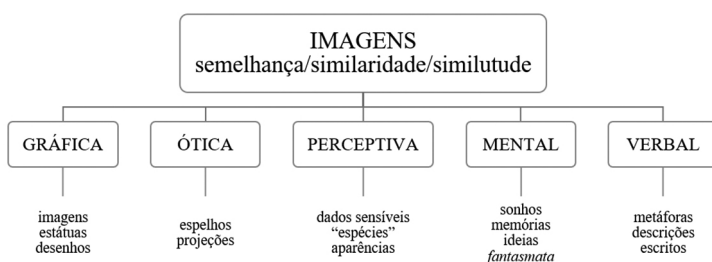 IMAGENS
semelhança/similaridade/similutude
GRÁFICA
ÓTICA
PERCEPTIVA
MENTAL
VERBAL
imagens
estátuas
desenhos
espelhos
projeções
dados sensíveis
“espécies”
aparências
sonhos
memórias
ideias
fantasmata
metáforas
descrições
escritos